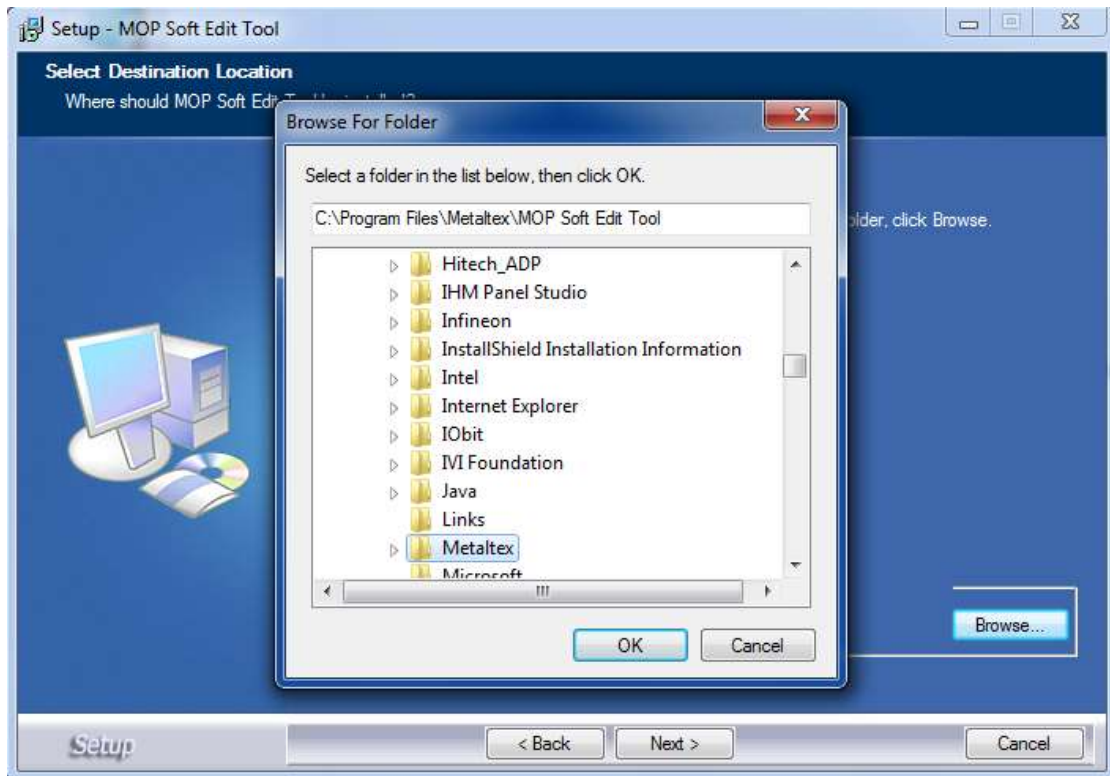 Setup - MOP Soft Edit Tool
Select Destination Location
Where should MOP Soft Edit
Browse For Folder
Select a folder in the list below, then click OK.
C:\Program Files\Metaltex\MOP Soft Edit Tool
older, click Browse.
Hitech_ADP
IHM Panel Studio
Infineon
InstallShield Installation Information
Intel
Internet Explorer
IObit
IVI Foundation
Java
Links
Metaltex
Microsoft
Browse...
OK Cancel
Setup
< Back Next > Cancel